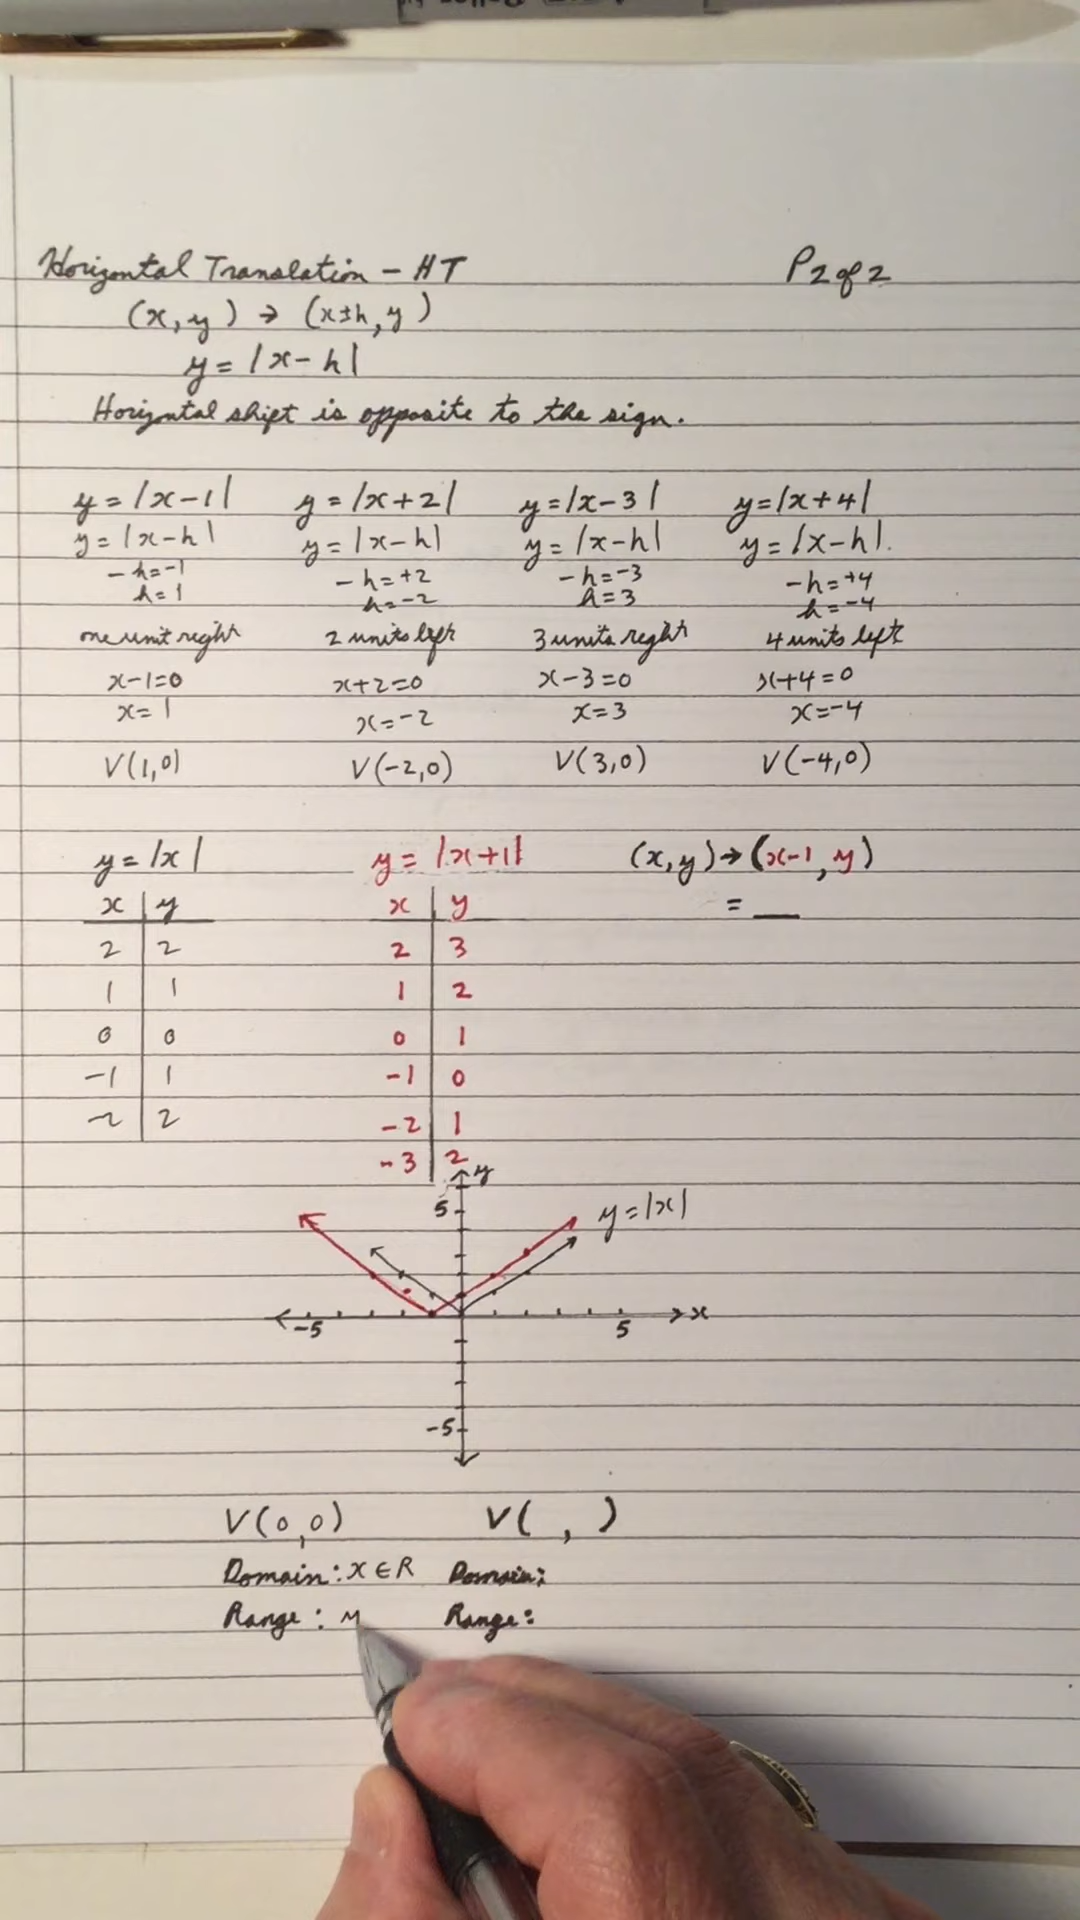 Horizontal Translation - HT P2 of 2
(x, y) → (x±h, y)
y = |x - h|
Horizontal shift is opposite to the sign.
y = |x-1| y = |x+2| y = |x-3| y = |x+4|
y = |x-h| y = |x-h| y = |x-h| y = |x-h|.
-h=-1 -h=+2 -h=-3 -h=+4
h=1 h=-2 h=3 h=-4
one unit right 2 units left 3 units right 4 units left
x-1=0 x+2=0 x-3=0 x+4=0
x=1 x=-2 x=3 x=-4
V(1,0) V(-2,0) V(3,0) V(-4,0)
y = |x| y = |x+1| (x,y) → (x-1, y)
x y x y = __
2 2 2 3
1 1 1 2
0 0 0 1
-1 1 -1 0
-2 2 -2 1
-3 2
y
5 y = |x|
-5 5 x
-5
V(0,0) V( , )
Domain: x ∈ R Domain:
Range: y Range: